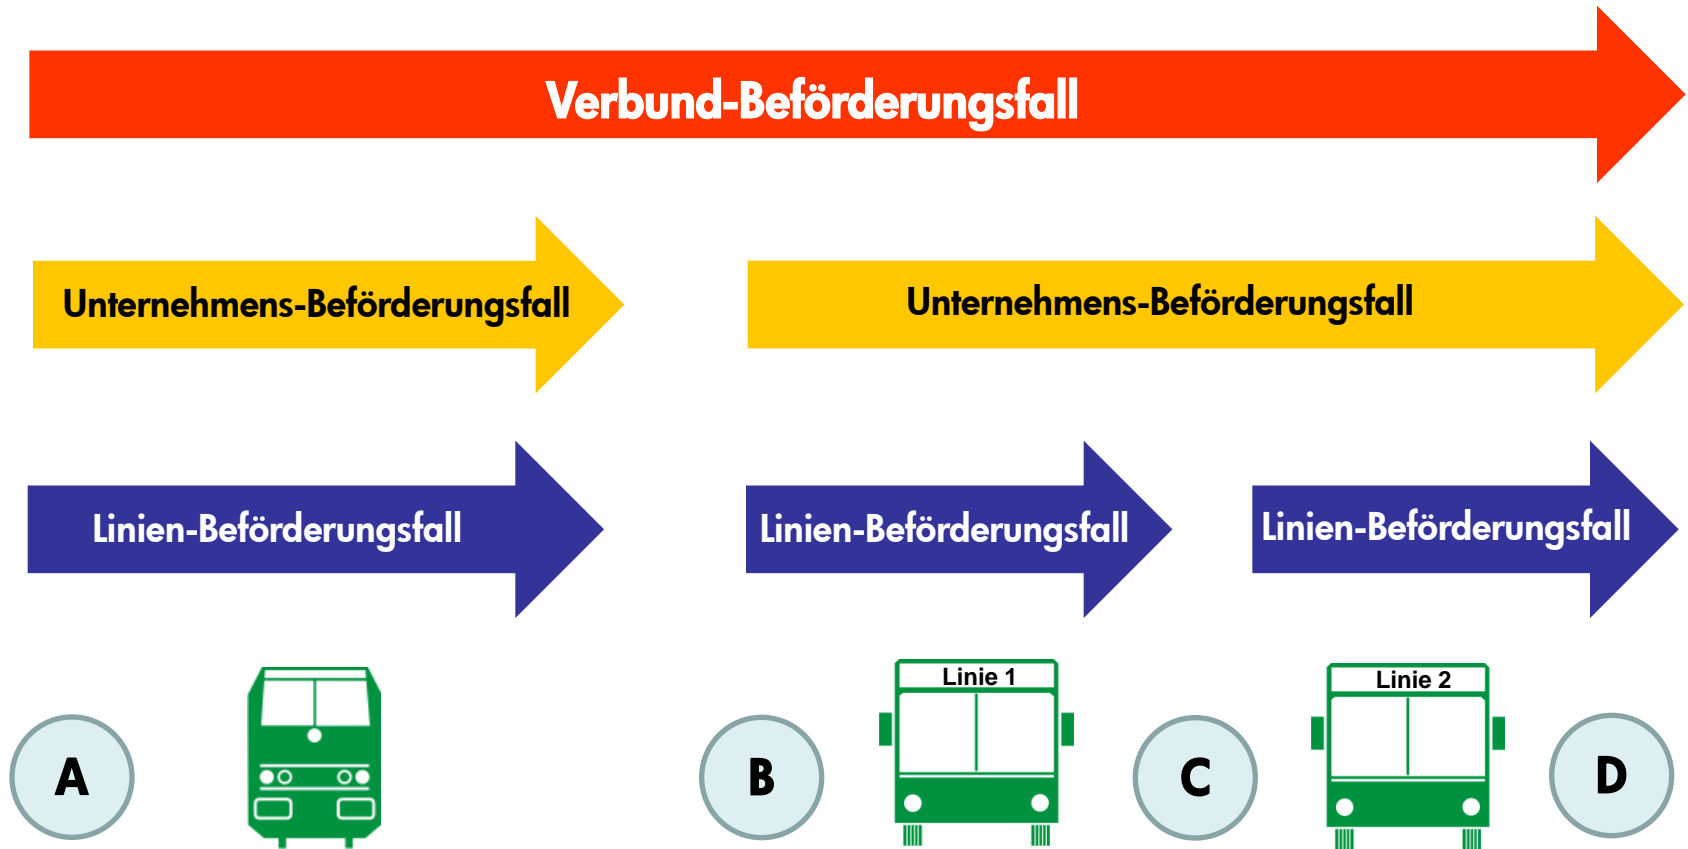 Verbund-Beförderungsfall
Unternehmens-Beförderungsfall
Unternehmens-Beförderungsfall
Linien-Beförderungsfall
Linien-Beförderungsfall
Linien-Beförderungsfall
Linie 1
Linie 2
A
B
C
D